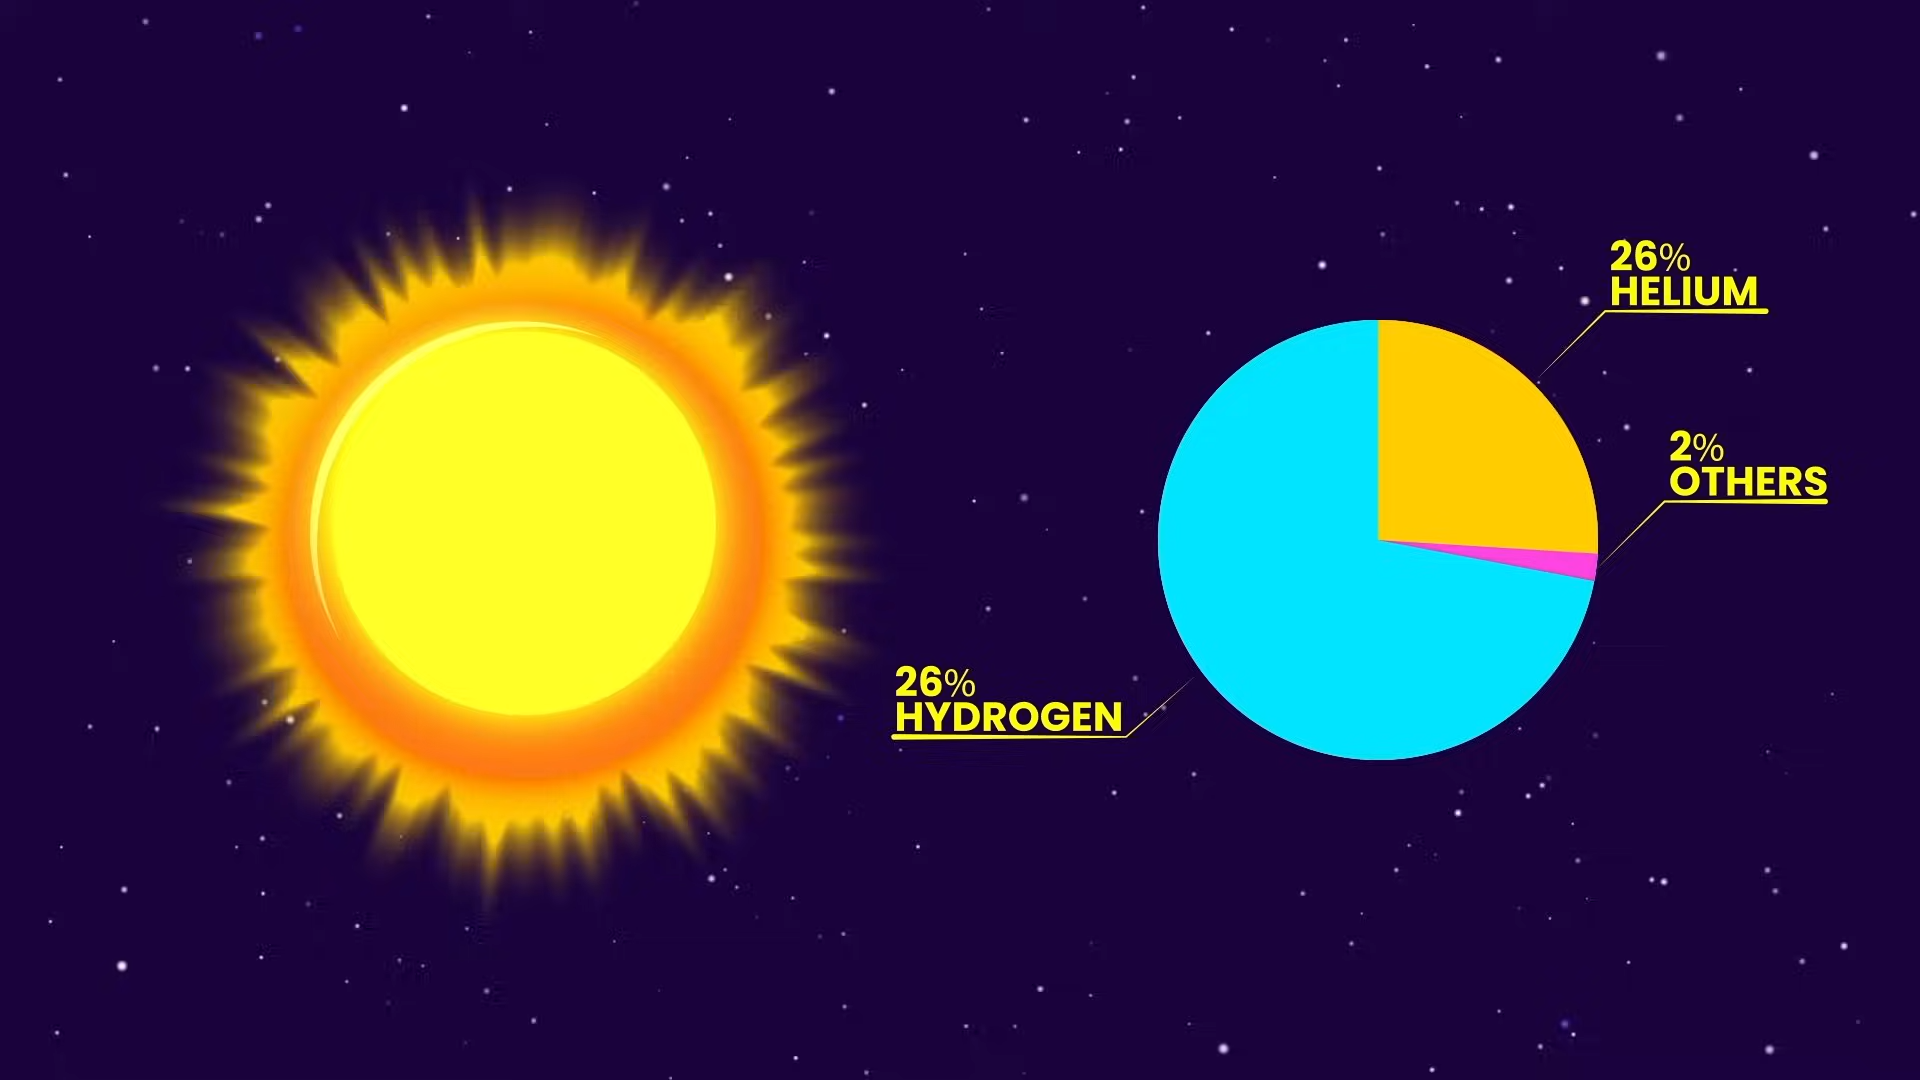 26%
HELIUM
2%
OTHERS
26%
HYDROGEN